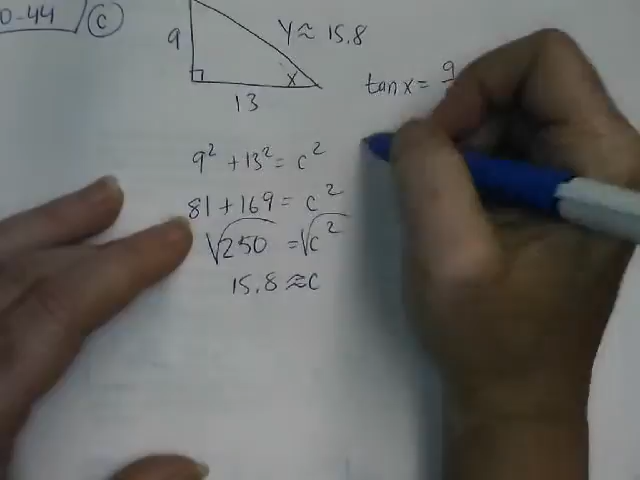 0-44 C
9
Y ≈ 15.8
x
13
tan x = 9
9² + 13² = c²
81 + 169 = c²
√250 = √c²
15.8 ≈ c